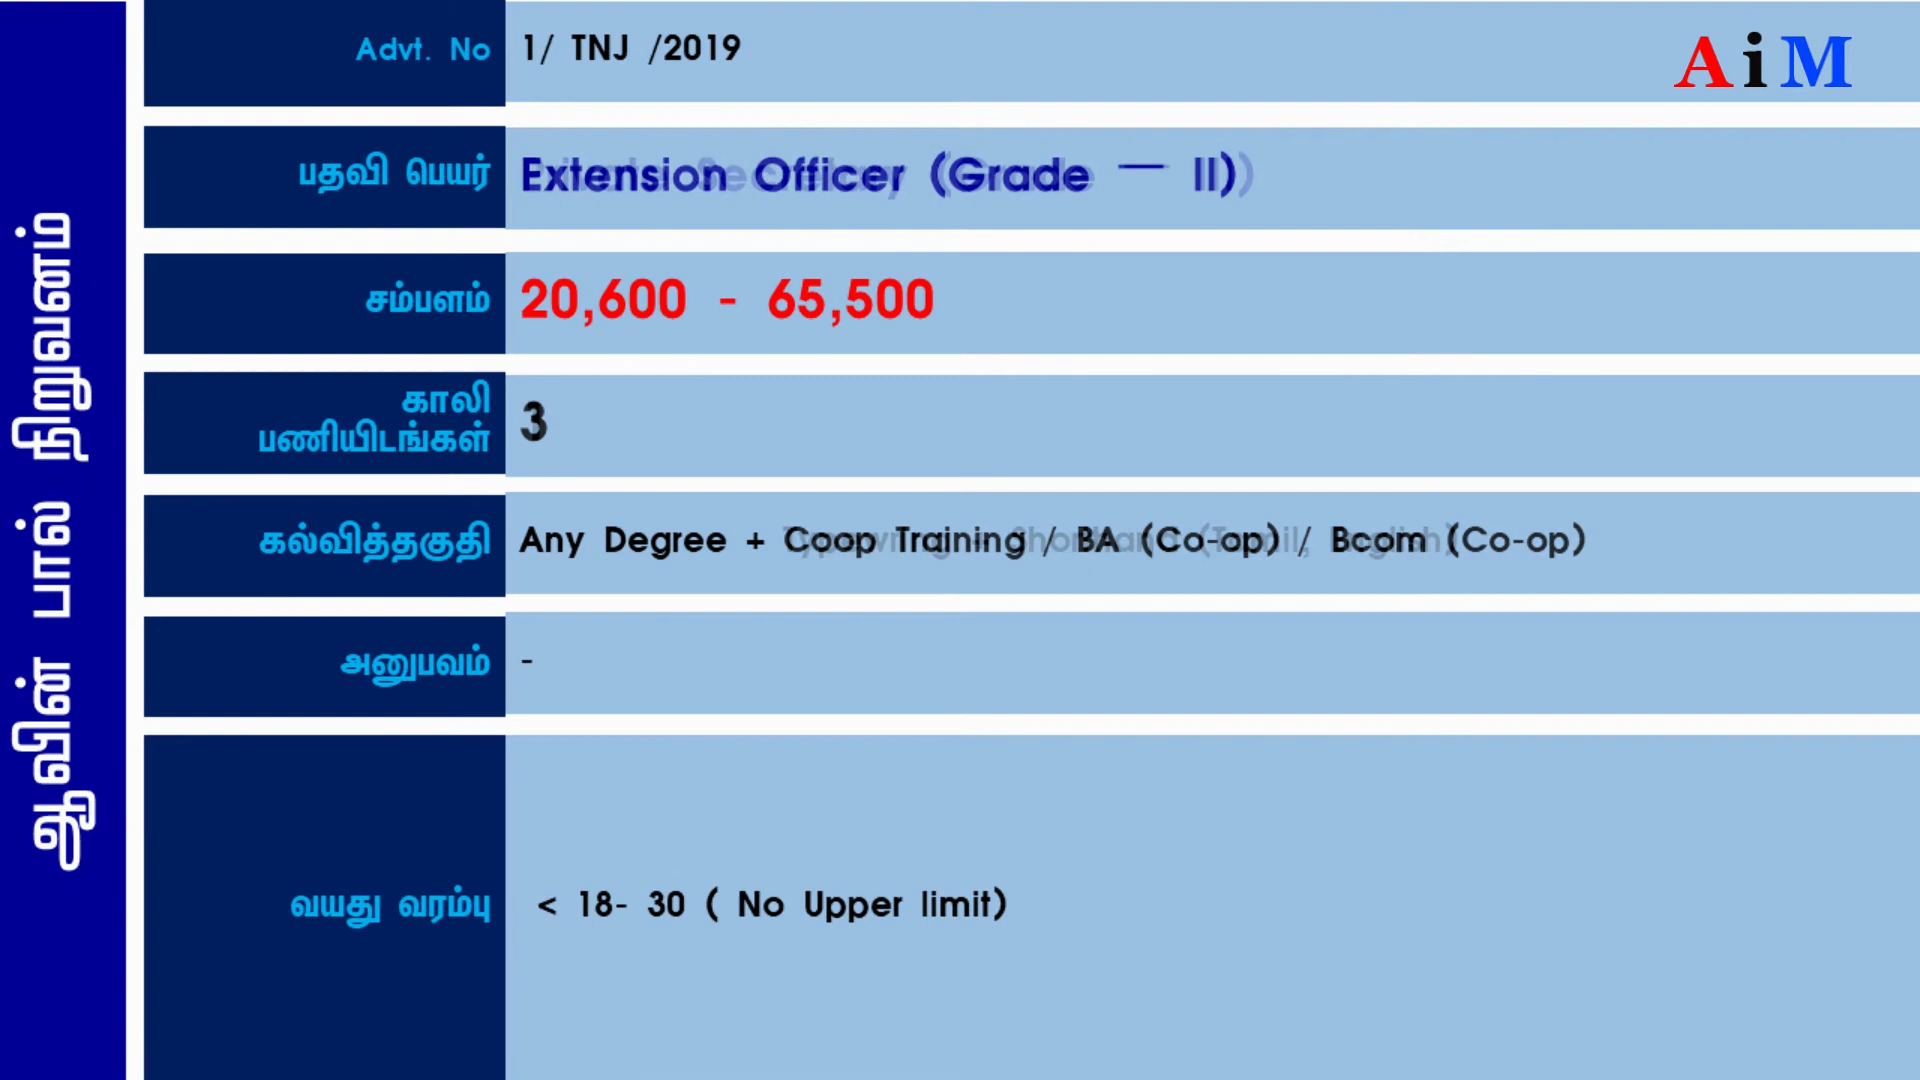 ஆவின் பால் நிறுவனம்
Advt. No 1/ TNJ /2019
AiM
பதவி பெயர் Extension Officer (Grade — II)
சம்பளம் 20,600 - 65,500
காலி
பணியிடங்கள் 3
கல்வித்தகுதி Any Degree + Coop Training / BA (Co-op) / Bcom (Co-op)
அனுபவம் -
வயது வரம்பு < 18- 30 ( No Upper limit)